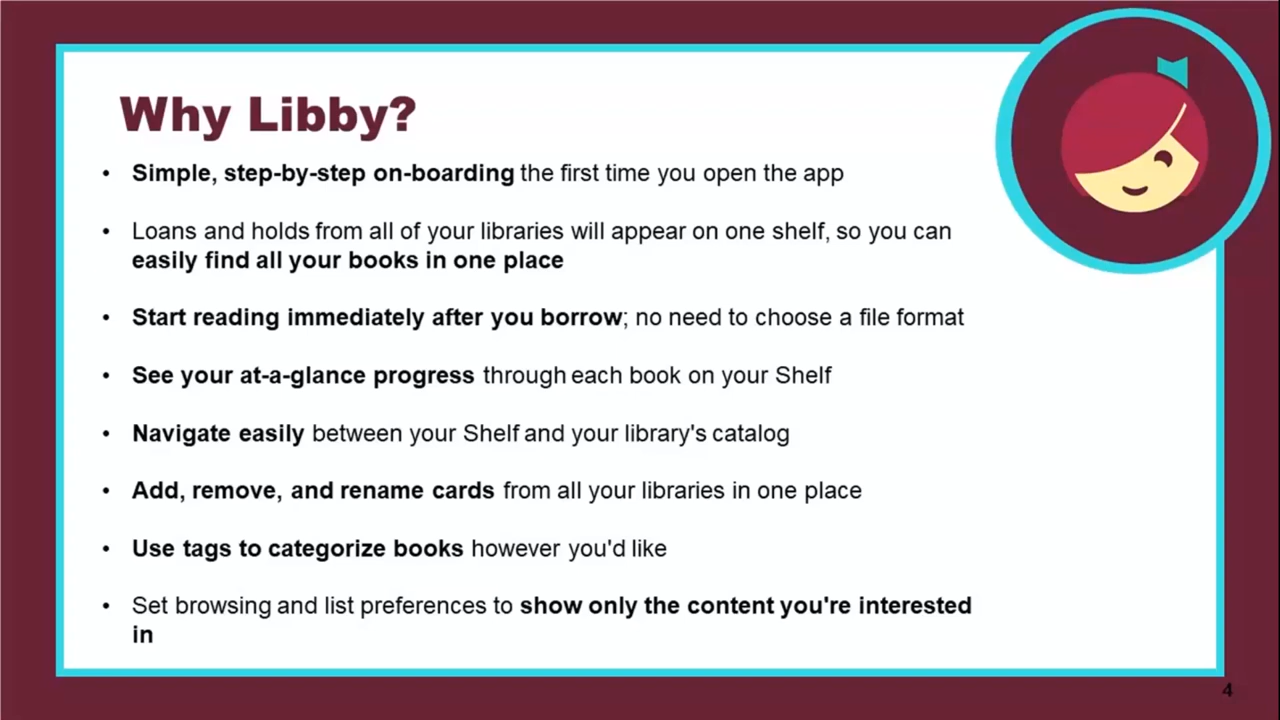 Why Libby?
• Simple, step-by-step on-boarding the first time you open the app
• Loans and holds from all of your libraries will appear on one shelf, so you can
easily find all your books in one place
• Start reading immediately after you borrow; no need to choose a file format
• See your at-a-glance progress through each book on your Shelf
• Navigate easily between your Shelf and your library's catalog
• Add, remove, and rename cards from all your libraries in one place
• Use tags to categorize books however you'd like
• Set browsing and list preferences to show only the content you're interested
in
4